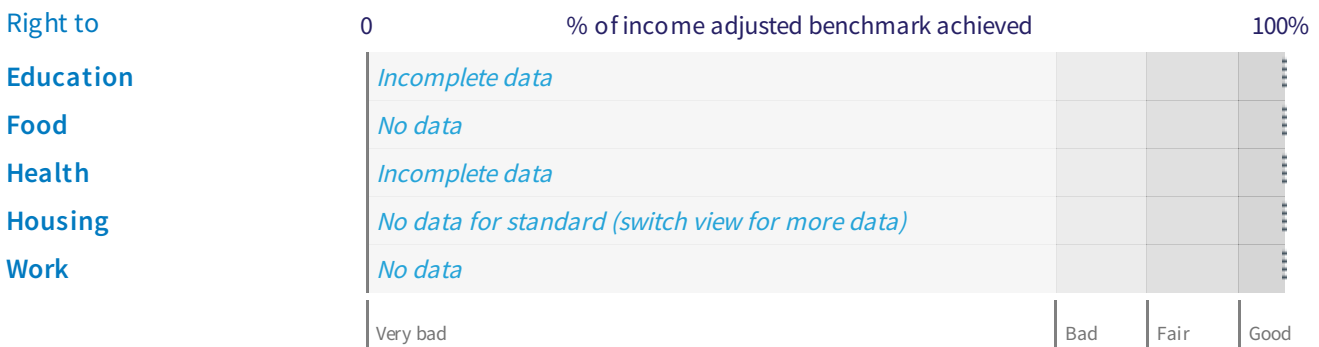 Right to 0 % of income adjusted benchmark achieved 100%
Education Incomplete data
Food No data
Health Incomplete data
Housing No data for standard (switch view for more data)
Work No data
Very bad Bad Fair Good